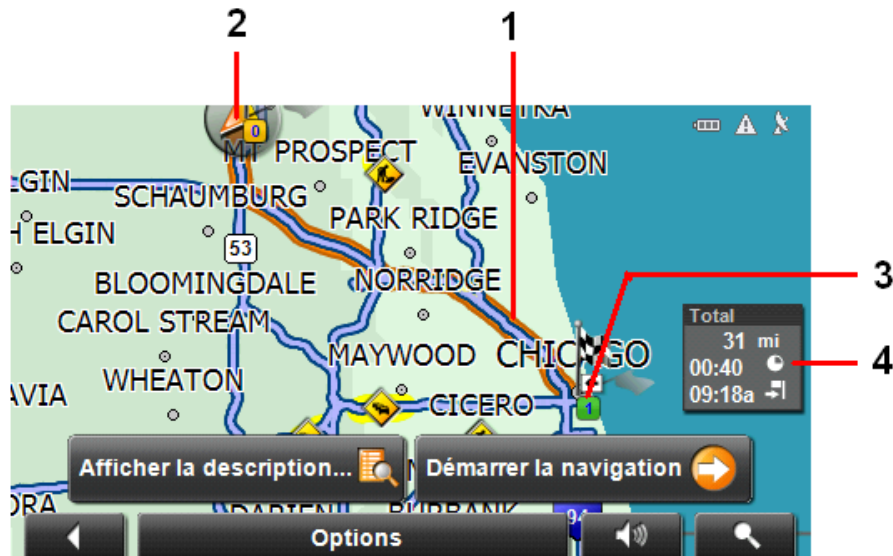 2
1
WINNETKA
0
MT PROSPECT
EVANSTON
LGIN
SCHAUMBURG
PARK RIDGE
H ELGIN
53
3
BLOOMINGDALE
NORRIDGE
Total
CAROL STREAM
31 mi
MAYWOOD
CHICAGO
00:40
4
WHEATON
09:18a
AVIA
CICERO
1
Afficher la description...
Démarrer la navigation
DARIEN
BURBANK
94
Options